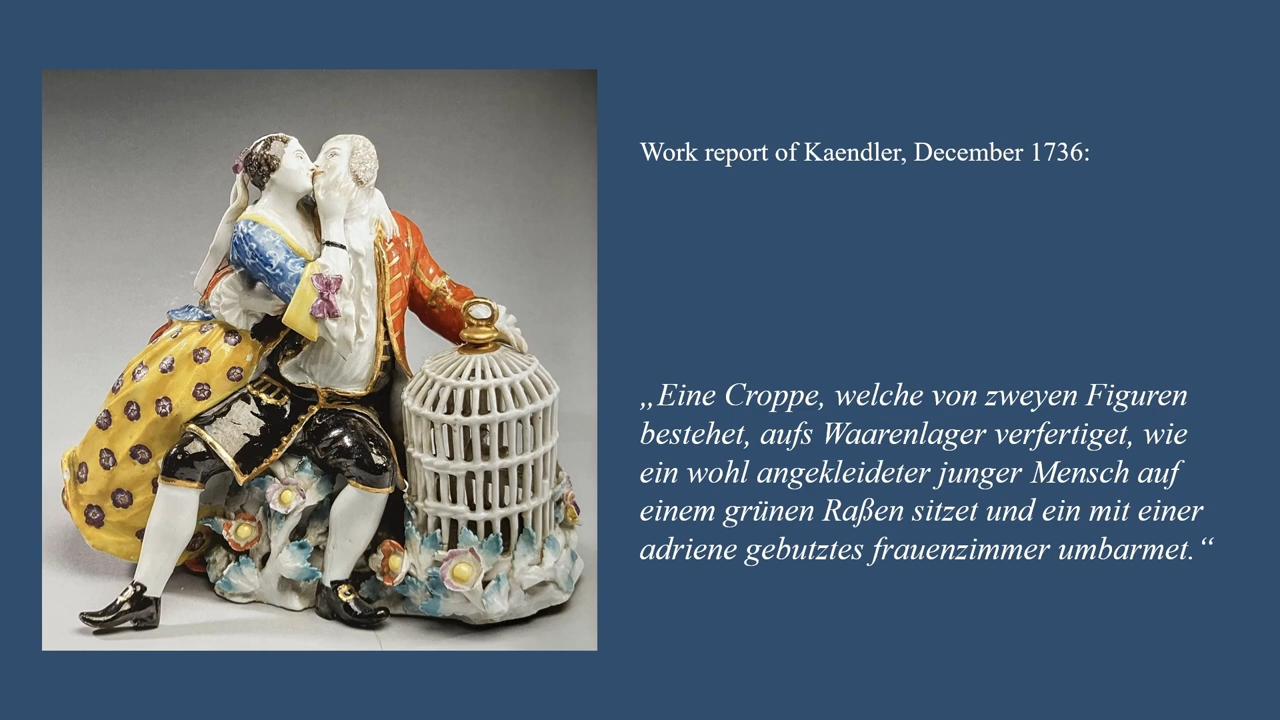 Work report of Kaendler, December 1736:
„Eine Croppe, welche von zweyen Figuren
bestehet, aufs Waarenlager verfertiget, wie
ein wohl angekleideter junger Mensch auf
einem grünen Raßen sitzet und ein mit einer
adriene gebutztes frauenzimmer umbarmet.“